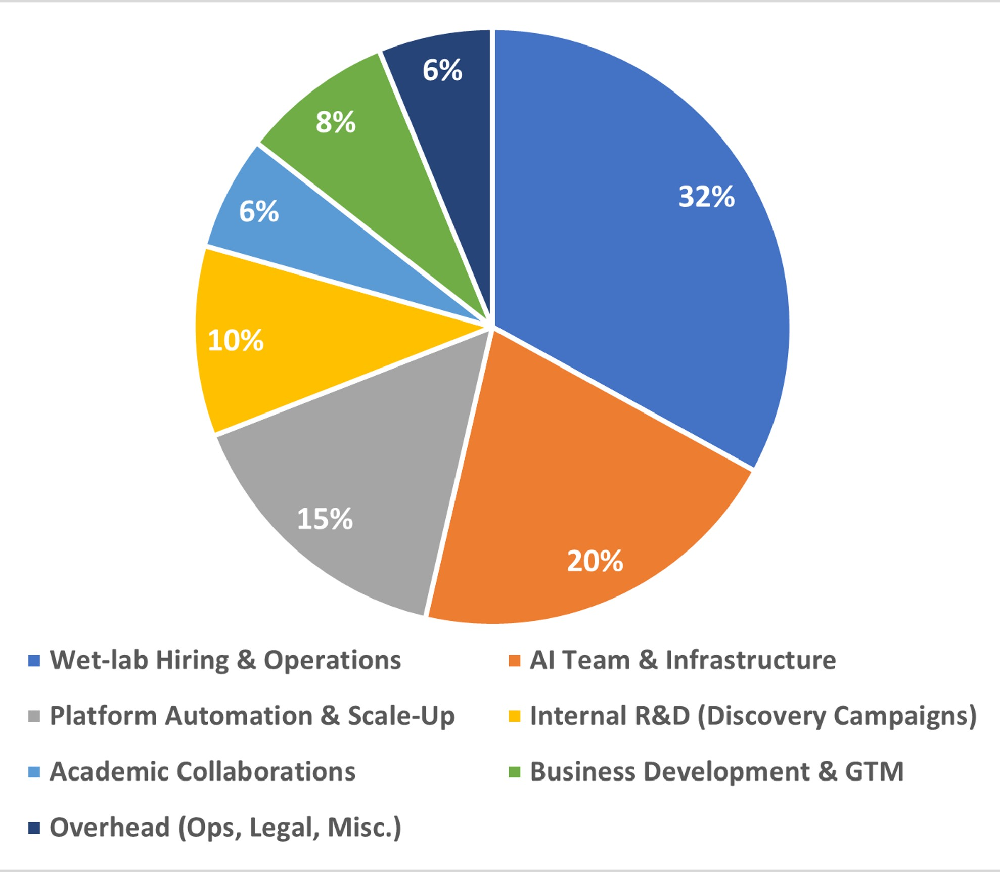 6%
32%
8%
6%
10%
15%
20%
Wet-lab Hiring & Operations
AI Team & Infrastructure
Platform Automation & Scale-Up
Internal R&D (Discovery Campaigns)
Academic Collaborations
Business Development & GTM
Overhead (Ops, Legal, Misc.)